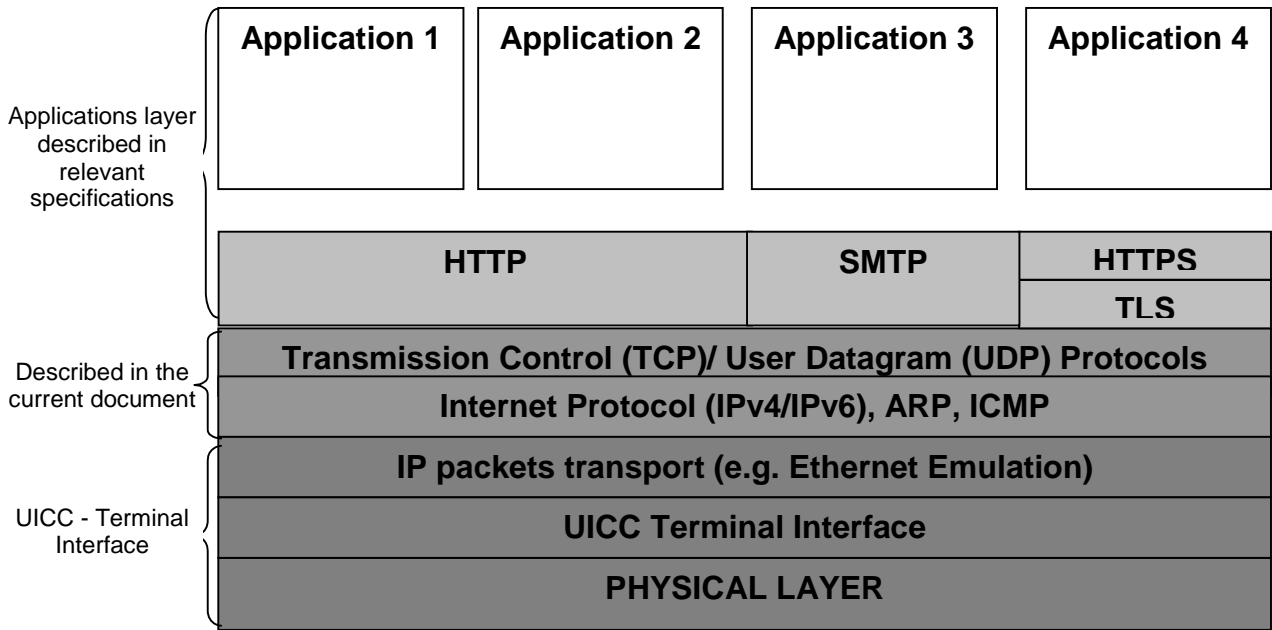 Application 1
Application 2
Application 3
Application 4
Applications layer
described in
relevant
specifications
HTTP
SMTP
HTTPS
TLS
Described in the
current document
Transmission Control (TCP)/ User Datagram (UDP) Protocols
Internet Protocol (IPv4/IPv6), ARP, ICMP
UICC - Terminal
Interface
IP packets transport (e.g. Ethernet Emulation)
UICC Terminal Interface
PHYSICAL LAYER